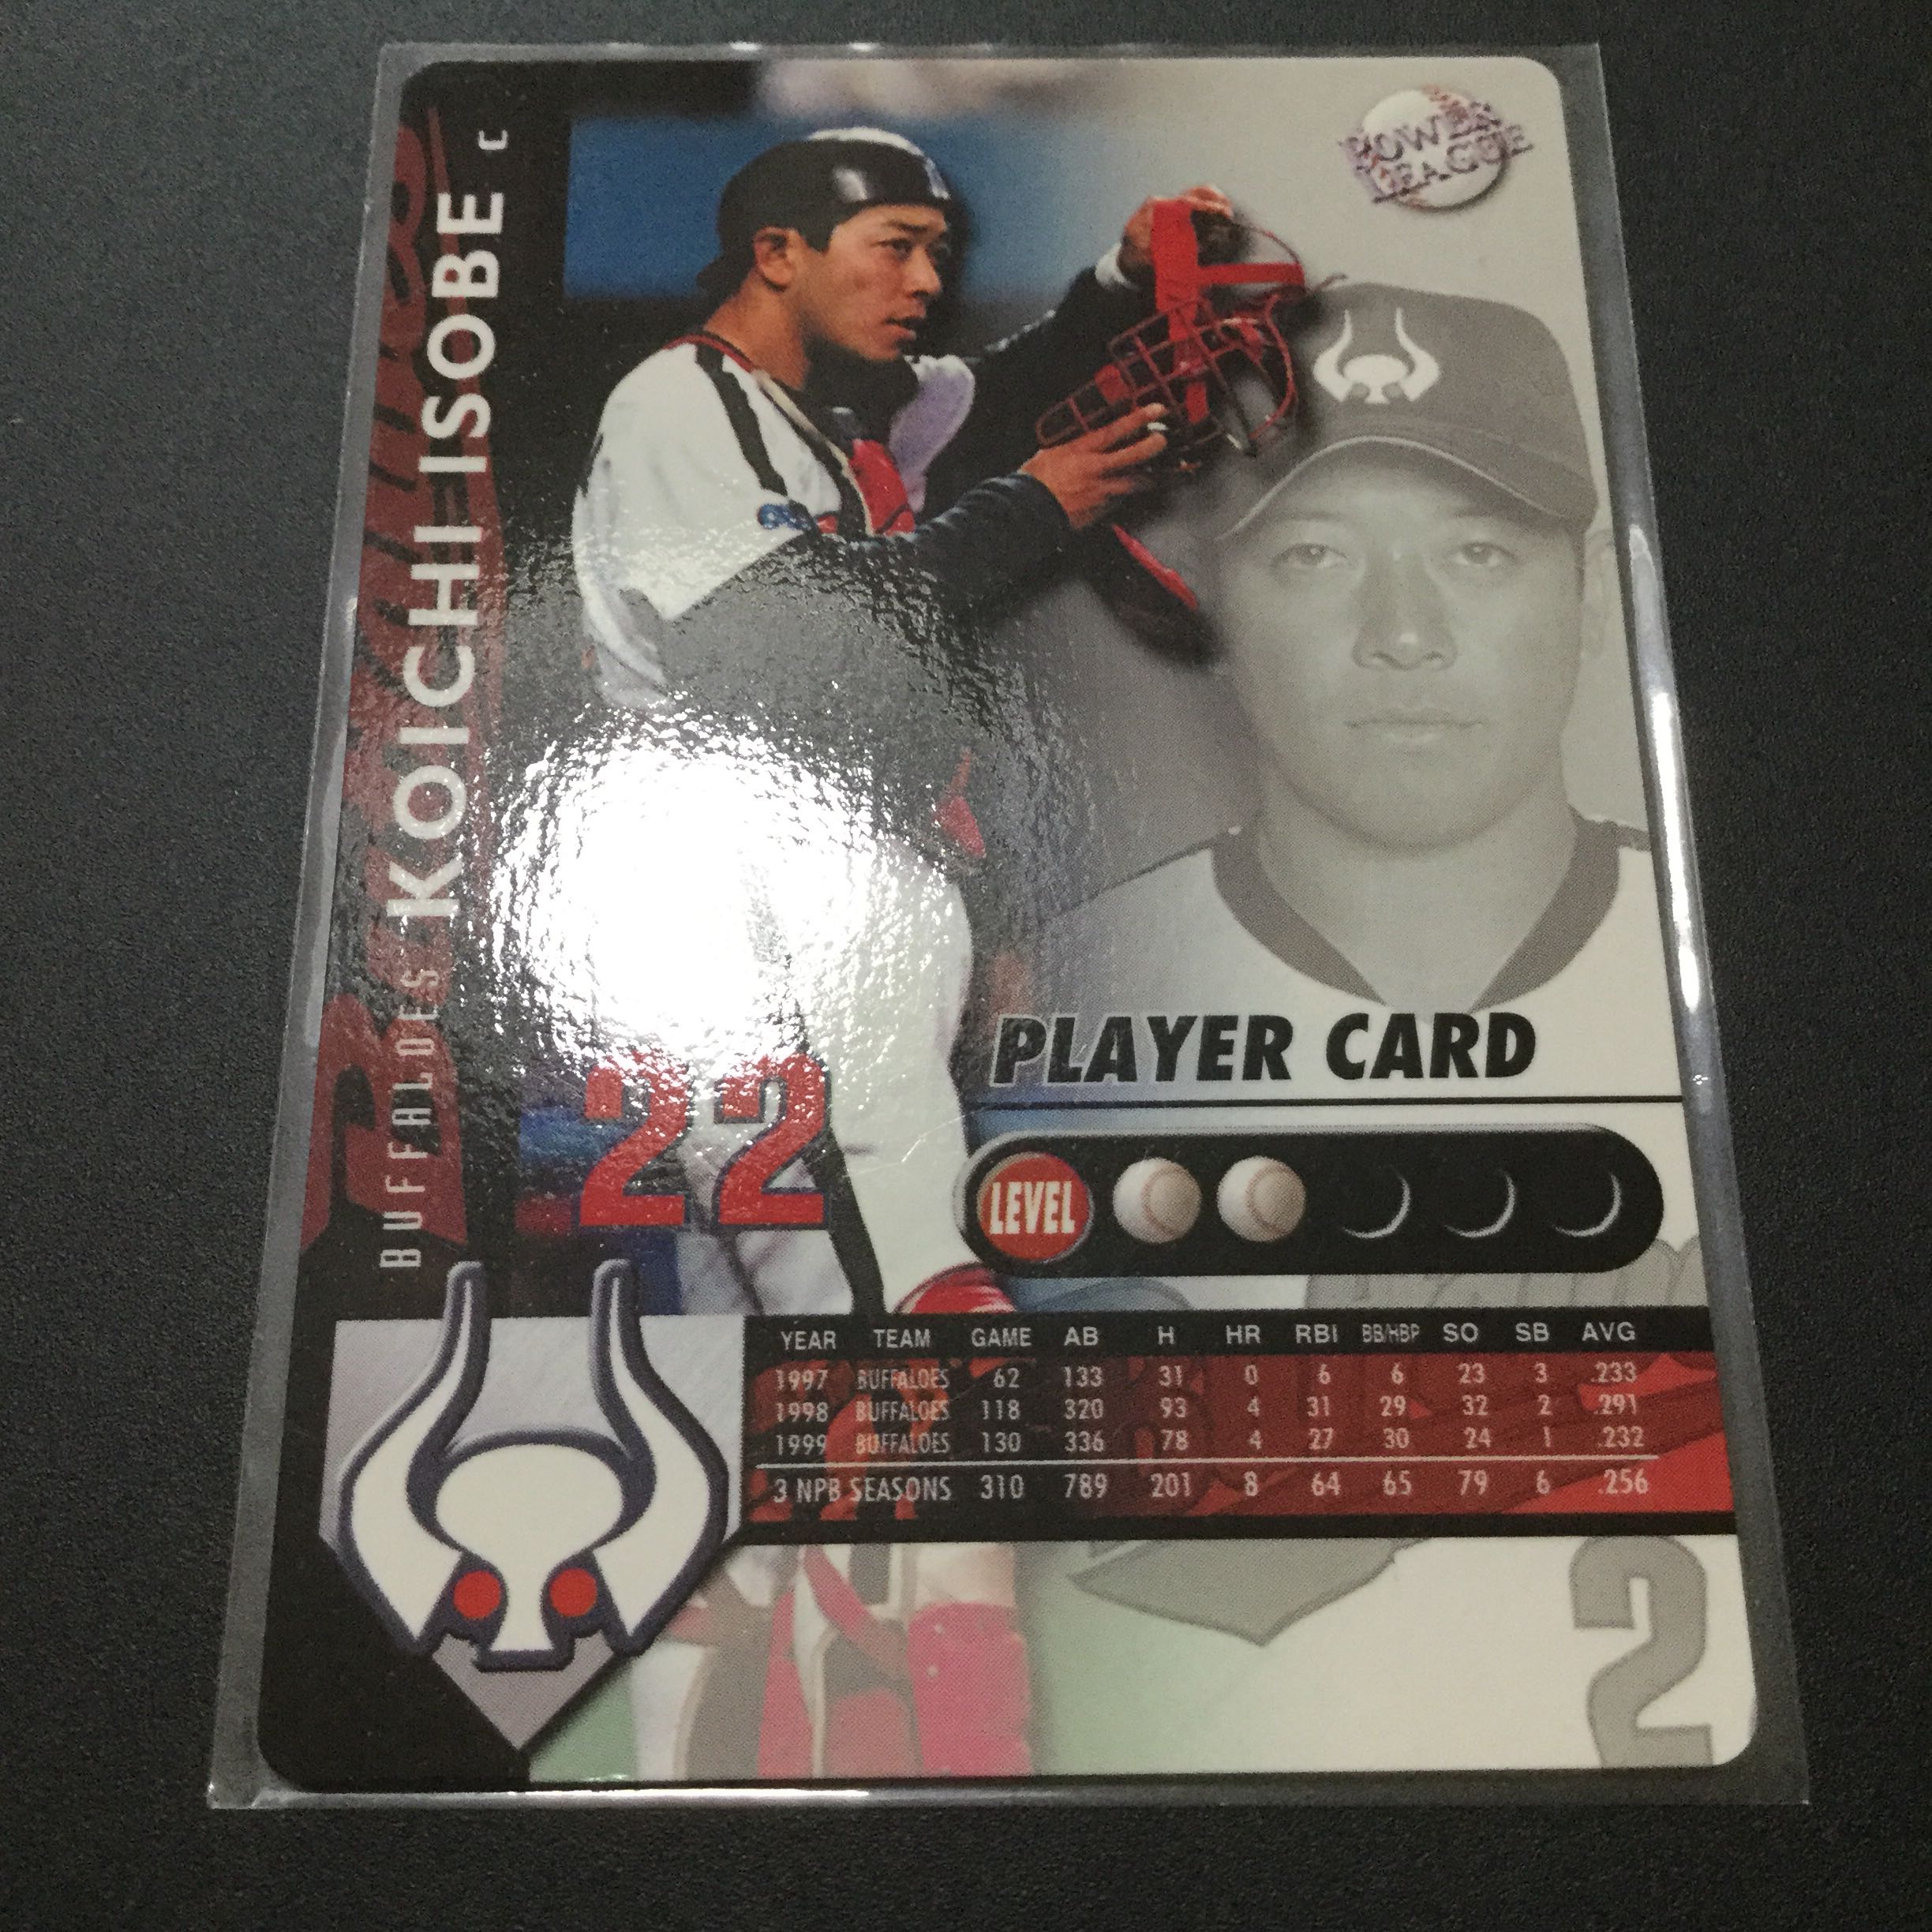 POWER
LEAGUE
BUFFALOES KOICHI ISOBE C
22
PLAYER CARD
LEVEL
YEAR TEAM GAME AB H HR RBI BB/HBP SO SB AVG
1997 BUFFALOES 62 133 31 0 6 6 23 3 .233
1998 BUFFALOES 118 320 93 4 31 29 32 2 .291
1999 BUFFALOES 130 336 78 4 27 30 24 1 .232
3 NPB SEASONS 310 789 201 8 64 65 79 6 .256
2